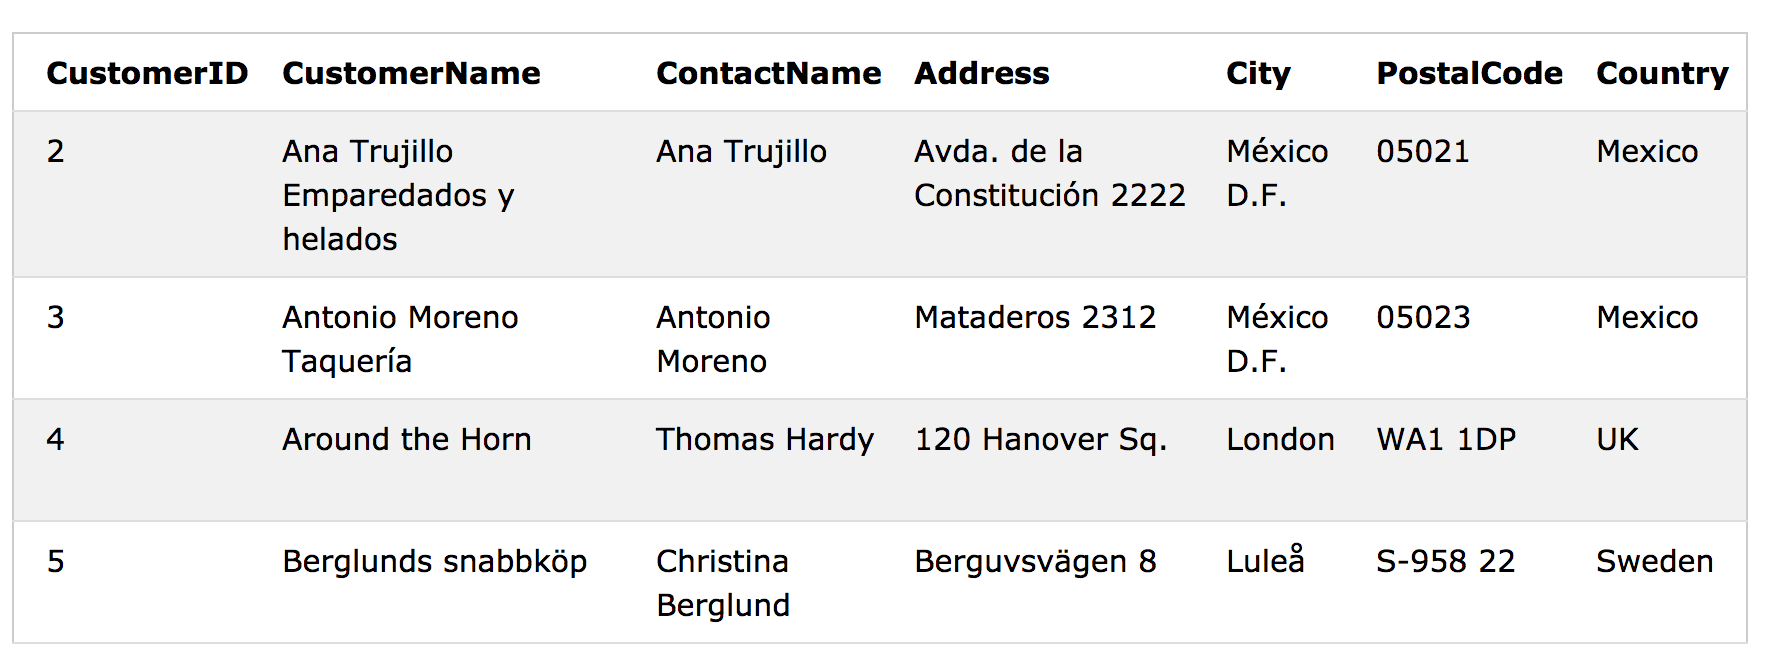 CustomerID CustomerName ContactName Address City PostalCode Country
2 Ana Trujillo Ana Trujillo Avda. de la México 05021 Mexico
Emparedados y Constitución 2222 D.F.
helados
3 Antonio Moreno Antonio Mataderos 2312 México 05023 Mexico
Taquería Moreno D.F.
4 Around the Horn Thomas Hardy 120 Hanover Sq. London WA1 1DP UK
5 Berglunds snabbköp Christina Berguvsvägen 8 Luleå S-958 22 Sweden
Berglund